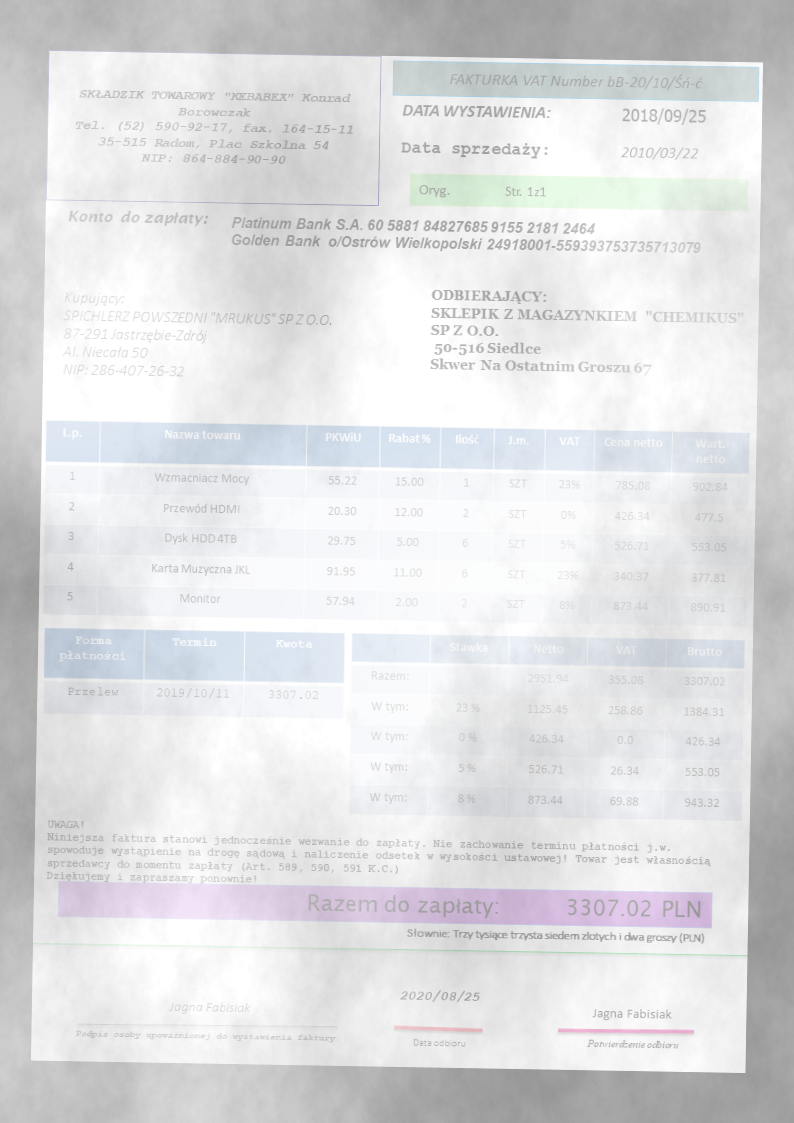 SKŁADZIK TOWAROWY "KEBABEX" Konrad
Borowczak
Tel. (52) 590-92-17, fax. 164-15-11
35-515 Radom, Plac Szkolna 54
NIP: 864-884-90-90
FAKTURKA VAT Number bB-20/10/Śń-ć
DATA WYSTAWIENIA: 2018/09/25
Data sprzedaży: 2010/03/22
Oryg. Str. 1z1
Konto do zapłaty: Platinum Bank S.A. 60 5881 84827685 9155 2181 2464
Golden Bank o/Ostrów Wielkopolski 24918001-559393753735713079
Kupujący:
SPICHLERZ POWSZEDNI "MRUKUS" SP Z O.O.
87-291 Jastrzębie-Zdrój
Al. Niecała 50
NIP: 286-407-26-32
ODBIERAJĄCY:
SKLEPIK Z MAGAZYNKIEM "CHEMIKUS"
SP Z O.O.
50-516 Siedlce
Skwer Na Ostatnim Groszu 67
L.p. Nazwa towaru PKWiU Rabat % Ilość J.m. VAT Cena netto Wart. netto
1 Wzmacniacz Mocy 55.22 15.00 1 SZT 23% 785.08 902.84
2 Przewód HDMI 20.30 12.00 2 SZT 0% 426.34 477.5
3 Dysk HDD 4TB 29.75 5.00 6 SZT 5% 526.71 553.05
4 Karta Muzyczna JKL 91.95 11.00 6 SZT 23% 340.37 377.81
5 Monitor 57.94 2.00 2 SZT 8% 873.44 890.91
Forma płatności Termin Kwota
Przelew 2019/10/11 3307.02
Stawka Netto VAT Brutto
Razem: 2951.94 355.08 3307.02
W tym: 23 % 1125.45 258.86 1384.31
W tym: 0 % 426.34 0.0 426.34
W tym: 5 % 526.71 26.34 553.05
W tym: 8 % 873.44 69.88 943.32
UWAGA!
Niniejsza faktura stanowi jednocześnie wezwanie do zapłaty. Nie zachowanie terminu płatności j.w.
spowoduje wystąpienie na drogę sądową i naliczenie odsetek w wysokości ustawowej! Towar jest własnością
sprzedawcy do momentu zapłaty (Art. 589, 590, 591 K.C.)
Dziękujemy i zapraszamy ponownie!
Razem do zapłaty: 3307.02 PLN
Słownie: Trzy tysiące trzysta siedem złotych i dwa groszy (PLN)
Jagna Fabisiak
Podpis osoby upoważnionej do wystawienia faktury
2020/08/25
Data odbioru
Jagna Fabisiak
Potwierdzenie odbioru